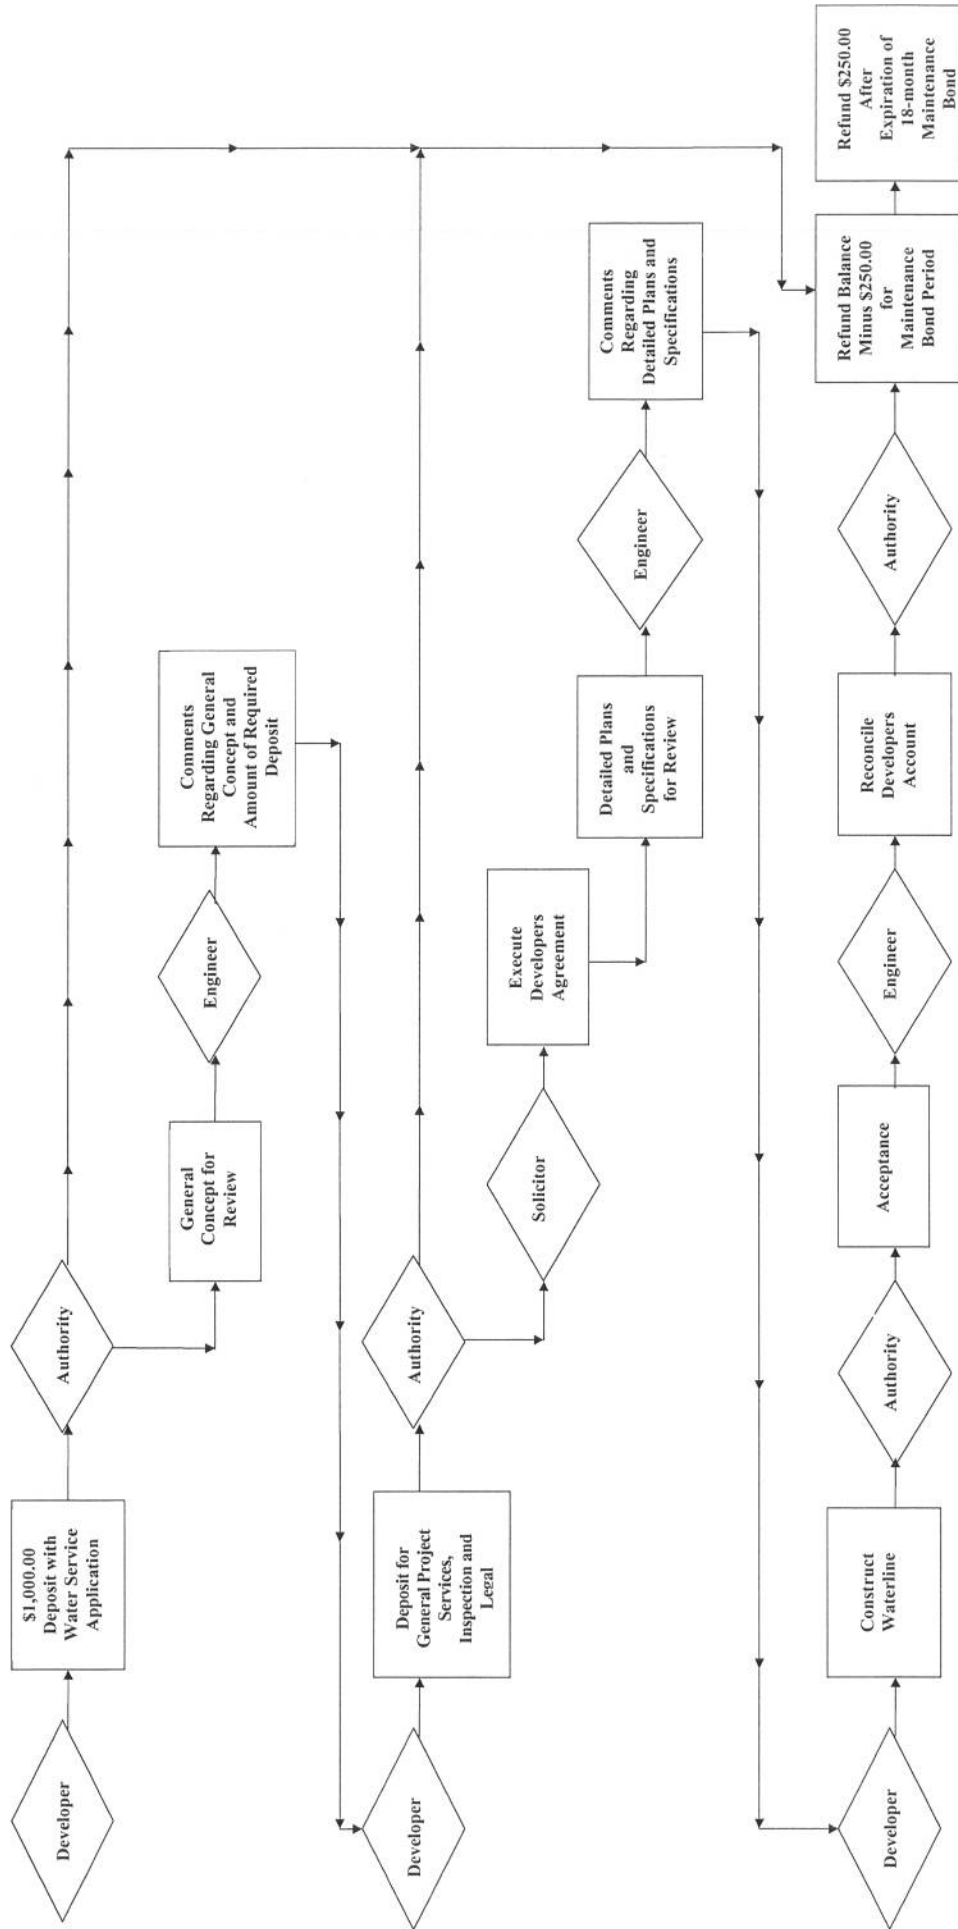 Developer
$1,000.00
Deposit with
Water Service
Application
Authority
General
Concept for
Review
Engineer
Comments
Regarding General
Concept and
Amount of Required
Deposit
Developer
Deposit for
General Project
Services,
Inspection and
Legal
Authority
Solicitor
Execute
Developers
Agreement
Detailed Plans
and
Specifications
for Review
Engineer
Comments
Regarding
Detailed Plans and
Specifications
Developer
Construct
Waterline
Authority
Acceptance
Engineer
Reconcile
Developers
Account
Authority
Refund Balance
Minus $250.00
for
Maintenance
Bond Period
Refund $250.00
After
Expiration of
18-month
Maintenance
Bond